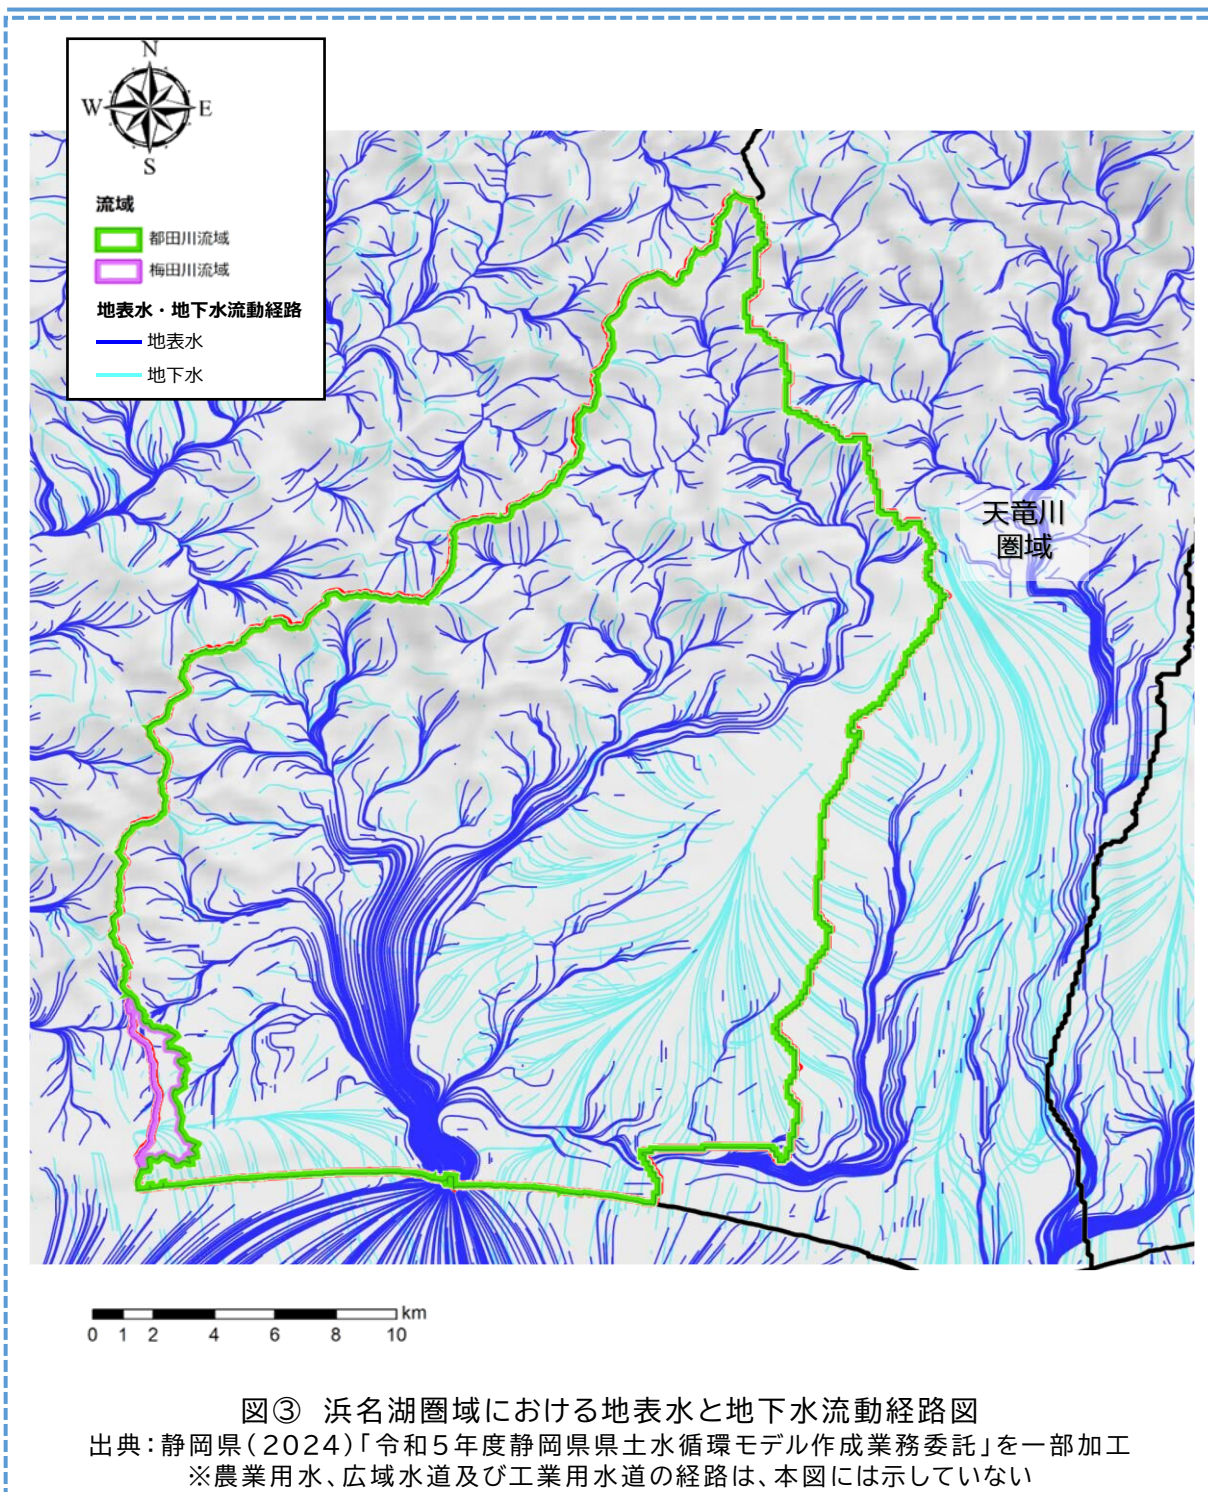 N
W E
S
流域
都田川流域
梅田川流域
地表水・地下水流動経路
地表水
地下水
天竜川
圏域
km
0 1 2 4 6 8 10
図③ 浜名湖圏域における地表水と地下水流動経路図
出典：静岡県（２０２４）「令和５年度静岡県県土水循環モデル作成業務委託」を一部加工
※農業用水、広域水道及び工業用水道の経路は、本図には示していない